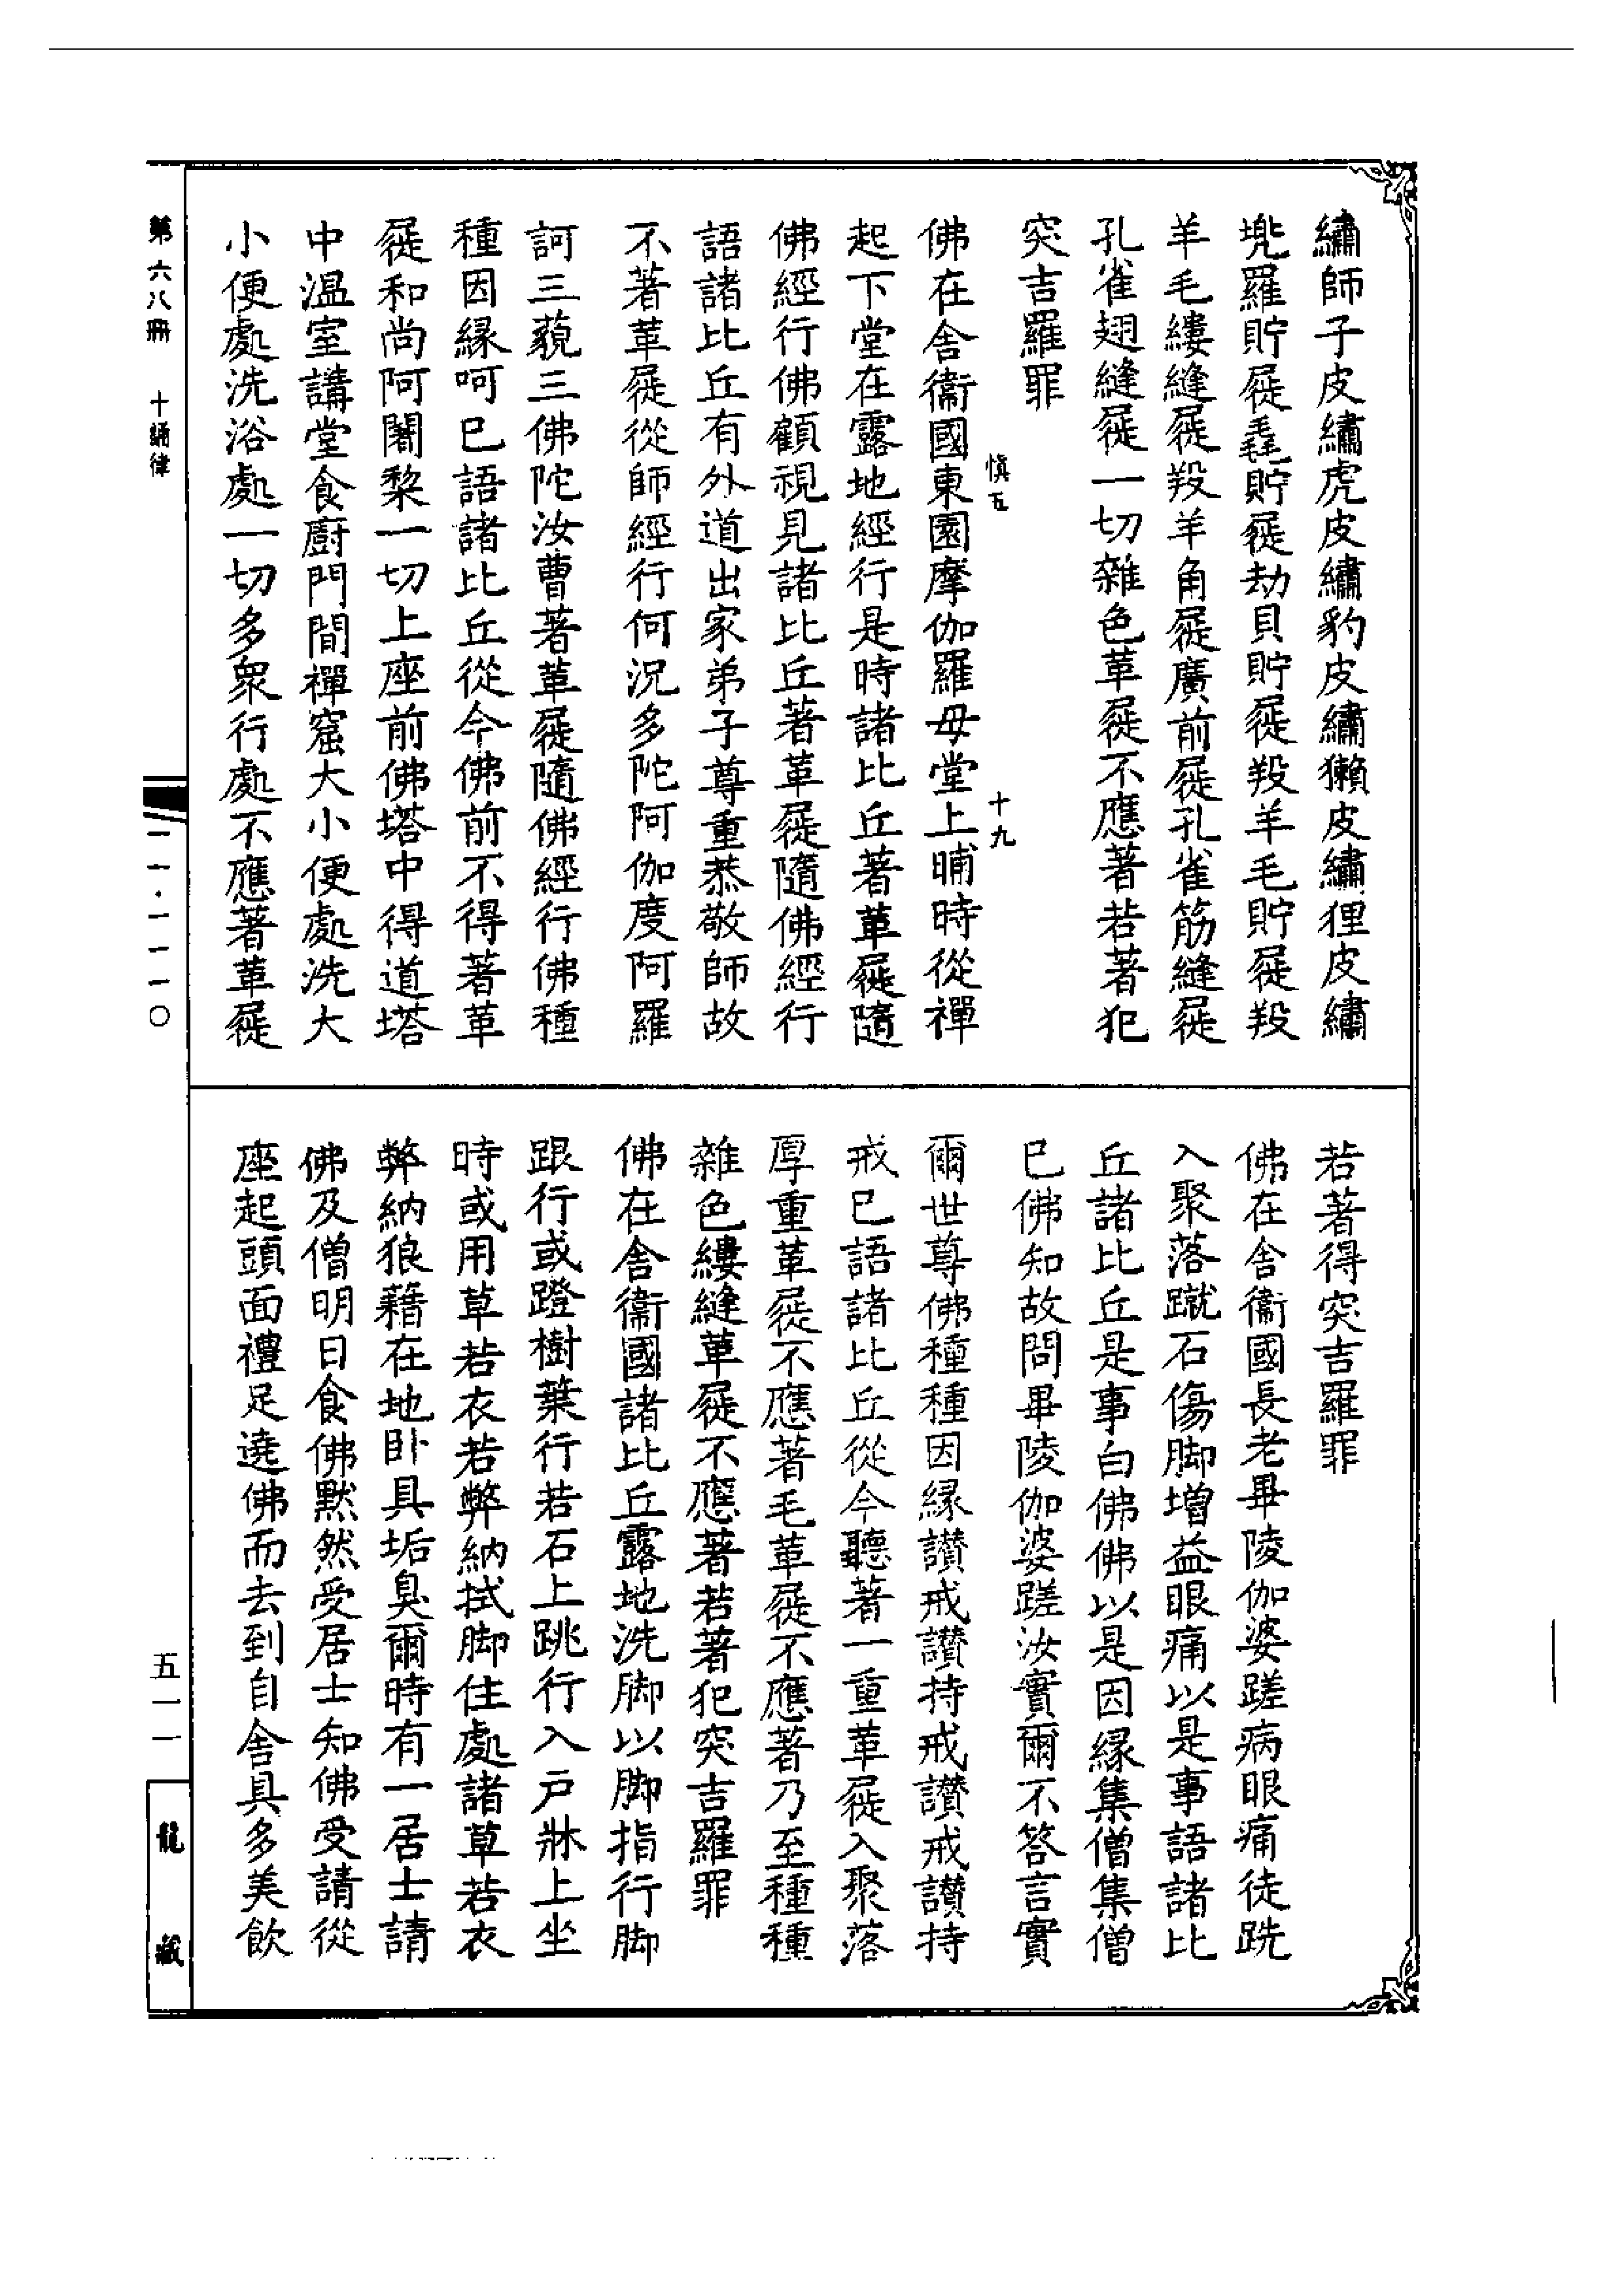 繡師子皮繡虎皮繡豹皮繡獺皮繡狸皮繡
兠羅貯屣毳貯屣劫貝貯屣羖羊毛貯屣羖
羊毛縷縫屣羖羊角屣廣前屣孔雀筋縫屣
孔雀翅縫屣一切雜色革屣不應著若著犯
突吉羅罪
慎五 十九
佛在舍衞國東園摩伽羅母堂上晡時從禪
起下堂在露地經行是時諸比丘著革屣隨
佛經行佛顧視見諸比丘著革屣隨佛經行
語諸比丘有外道出家弟子尊重恭敬師故
不著革屣從師經行何況多陀阿伽度阿羅
訶三藐三佛陀汝曹著革屣隨佛經行佛種
種因縁呵已語諸比丘從今佛前不得著革
屣和尚阿闍黎一切上座前佛塔中得道塔
中温室講堂食廚門間禪窟大小便處洗大
小便處洗浴處一切多衆行處不應著革屣
若著得突吉羅罪
佛在舍衞國長老畢陵伽婆蹉病眼痛徒跣
入聚落蹴石傷脚增益眼痛以是事語諸比
丘諸比丘是事白佛佛以是因縁集僧集僧
已佛知故問畢陵伽婆蹉汝實爾不答言實
爾世尊佛種種因縁讃戒讃持戒讃戒讃持
戒已語諸比丘從今聽著一重革屣入聚落
厚重革屣不應著毛革屣不應著乃至種種
雜色縷縫革屣不應著若著犯突吉羅罪
佛在舍衞國諸比丘露地洗脚以脚指行脚
跟行或蹬樹葉行若石上跳行入戸牀上坐
時或用草若衣若弊納拭脚住處諸草若衣
弊納狼藉在地卧具垢臭爾時有一居士請
佛及僧明日食佛默然受居士知佛受請從
座起頭面禮足遶佛而去到自舍具多美飲
第六八冊 十誦律
一一·一一一〇
五一一
龍藏